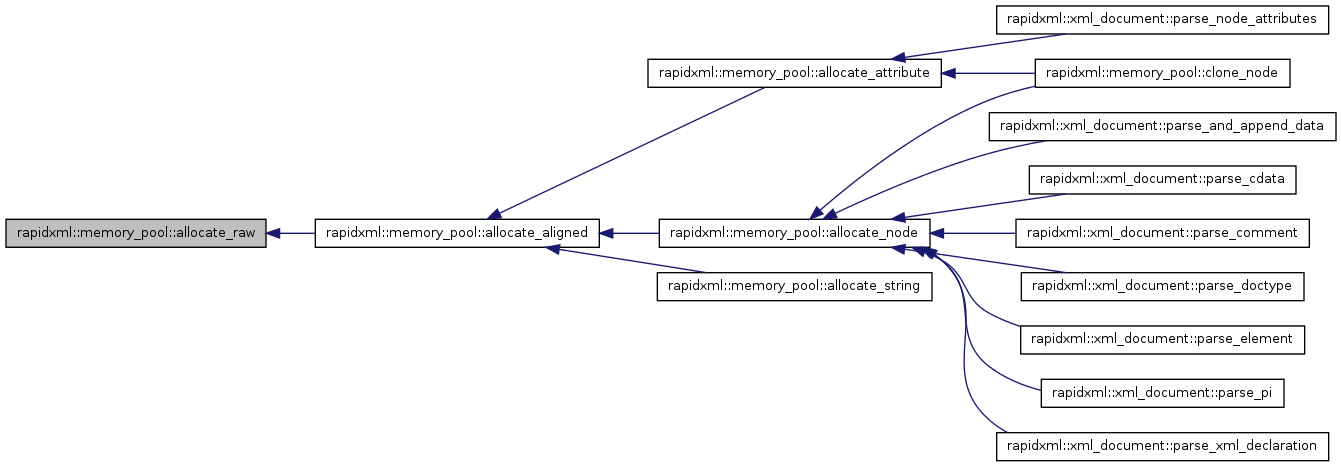 rapidxml::xml_document::parse_node_attributes
rapidxml::memory_pool::allocate_attribute
rapidxml::memory_pool::clone_node
rapidxml::xml_document::parse_and_append_data
rapidxml::xml_document::parse_cdata
rapidxml::memory_pool::allocate_raw
rapidxml::memory_pool::allocate_aligned
rapidxml::memory_pool::allocate_node
rapidxml::xml_document::parse_comment
rapidxml::memory_pool::allocate_string
rapidxml::xml_document::parse_doctype
rapidxml::xml_document::parse_element
rapidxml::xml_document::parse_pi
rapidxml::xml_document::parse_xml_declaration